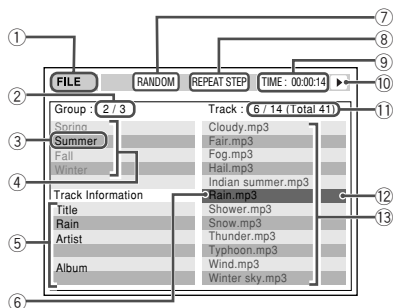 ⑦
① ⑧
⑨
FILE RANDOM REPEAT STEP TIME : 00:00:14 ⑩
②
Group : 2 / 3 Track : 6 / 14 (Total 41) ⑪
Spring Cloudy.mp3
③ Summer Fair.mp3
Fall Fog.mp3
Winter Hail.mp3
④ Indian summer.mp3
Track Information Rain.mp3 ⑫
Title Shower.mp3
Rain Snow.mp3 ⑬
⑤ Artist Thunder.mp3
Typhoon.mp3
Album Wind.mp3
Winter sky.mp3
⑥